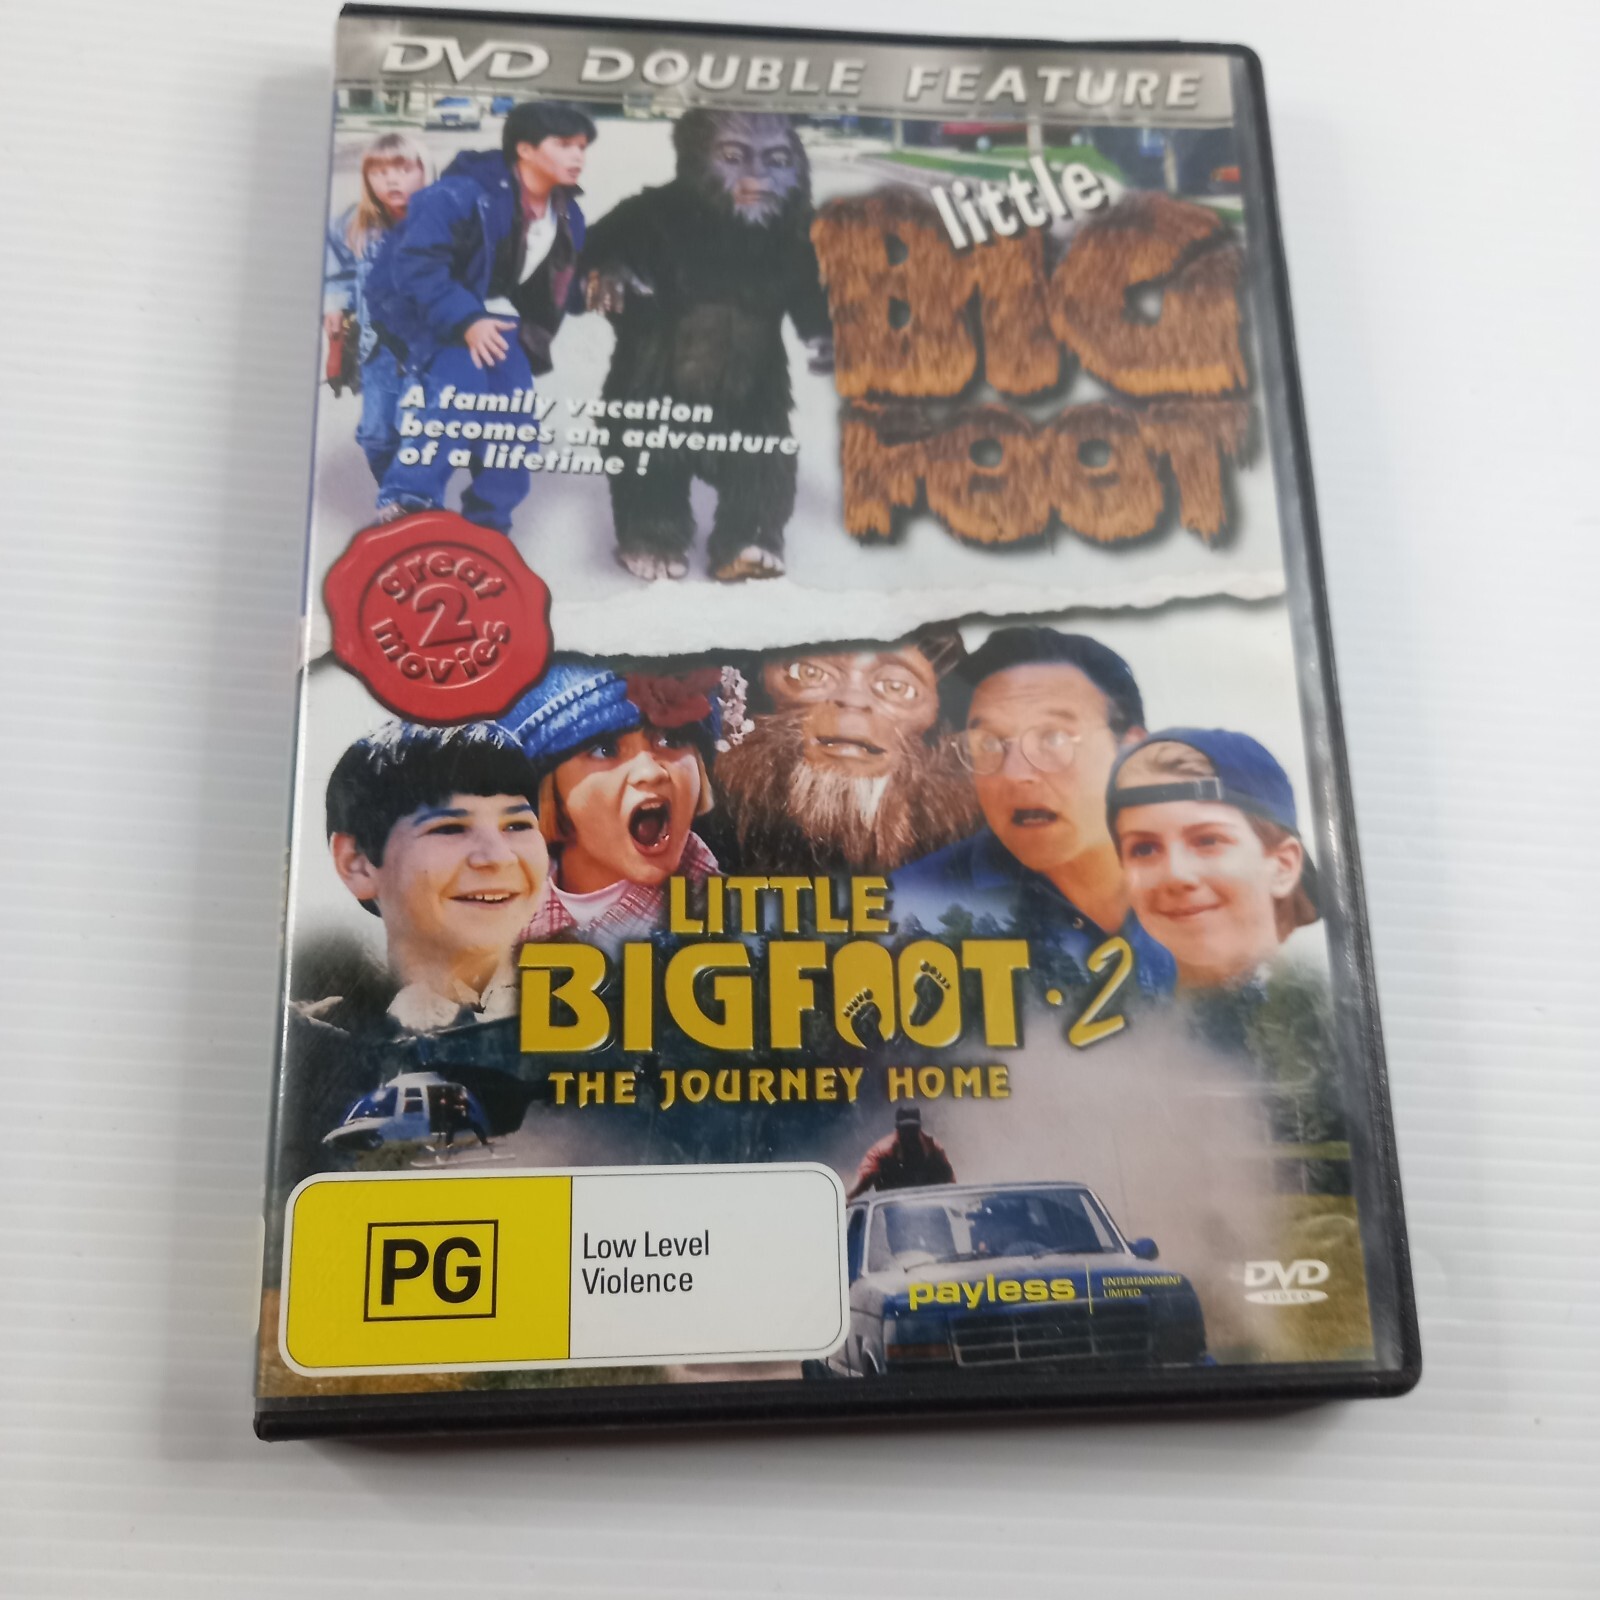 DVD DOUBLE FEATURE
little
BIG
FOOT
A family vacation
becomes an adventure
of a lifetime !
great
2
movies
LITTLE
BIGFOOT · 2
THE JOURNEY HOME
PG
Low Level
Violence
payless
ENTERTAINMENT
LIMITED
DVD
VIDEO